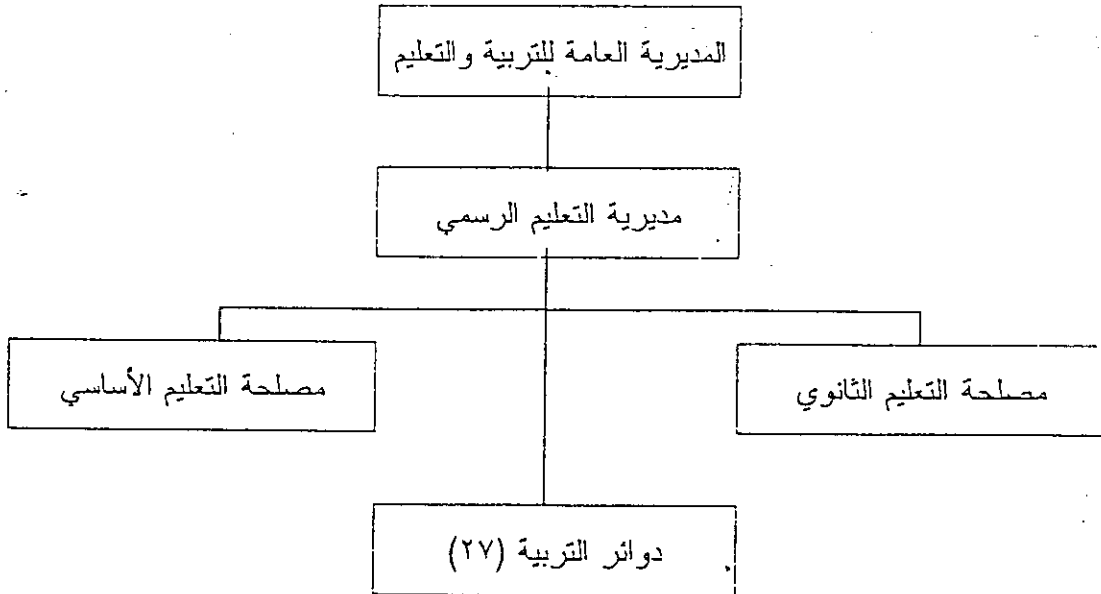 المديرية العامة للتربية والتعليم
مديرية التعليم الرسمي
مصلحة التعليم الثانوي
مصلحة التعليم الأساسي
دوائر التربية (٢٧)